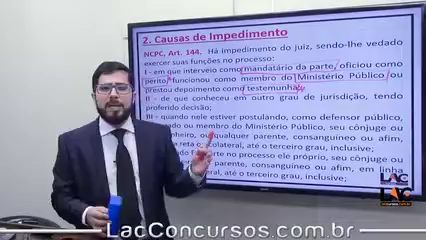 2. Causas de Impedimento
NCPC, Art. 144. Há impedimento do juiz, sendo-lhe vedado
exercer suas funções no processo:
I - em que interveio como mandatário da parte, oficiou como
perito, funcionou como membro do Ministério Público ou
prestou depoimento como testemunha;
II - de que conheceu em outro grau de jurisdição, tendo
proferido decisão;
III - quando nele estiver postulando, como defensor público,
ou membro do Ministério Público, seu cônjuge ou
qualquer parente, consanguíneo ou afim,
reta colateral, até o terceiro grau, inclusive;
parte no processo ele próprio, seu cônjuge ou
parente, consanguíneo ou afim, em linha
, até o terceiro grau, inclusive;
LAC
CONCURSOS
LAC
LacConcursos.com.br